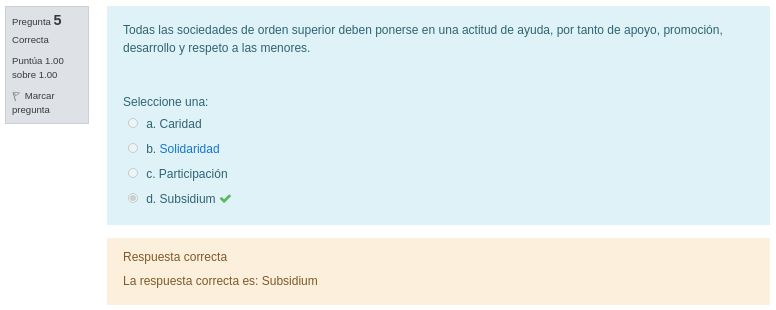 Pregunta 5
Correcta
Puntúa 1.00
sobre 1.00
Marcar
pregunta
Todas las sociedades de orden superior deben ponerse en una actitud de ayuda, por tanto de apoyo, promoción,
desarrollo y respeto a las menores.
Seleccione una:
a. Caridad
b. Solidaridad
c. Participación
d. Subsidium
Respuesta correcta
La respuesta correcta es: Subsidium